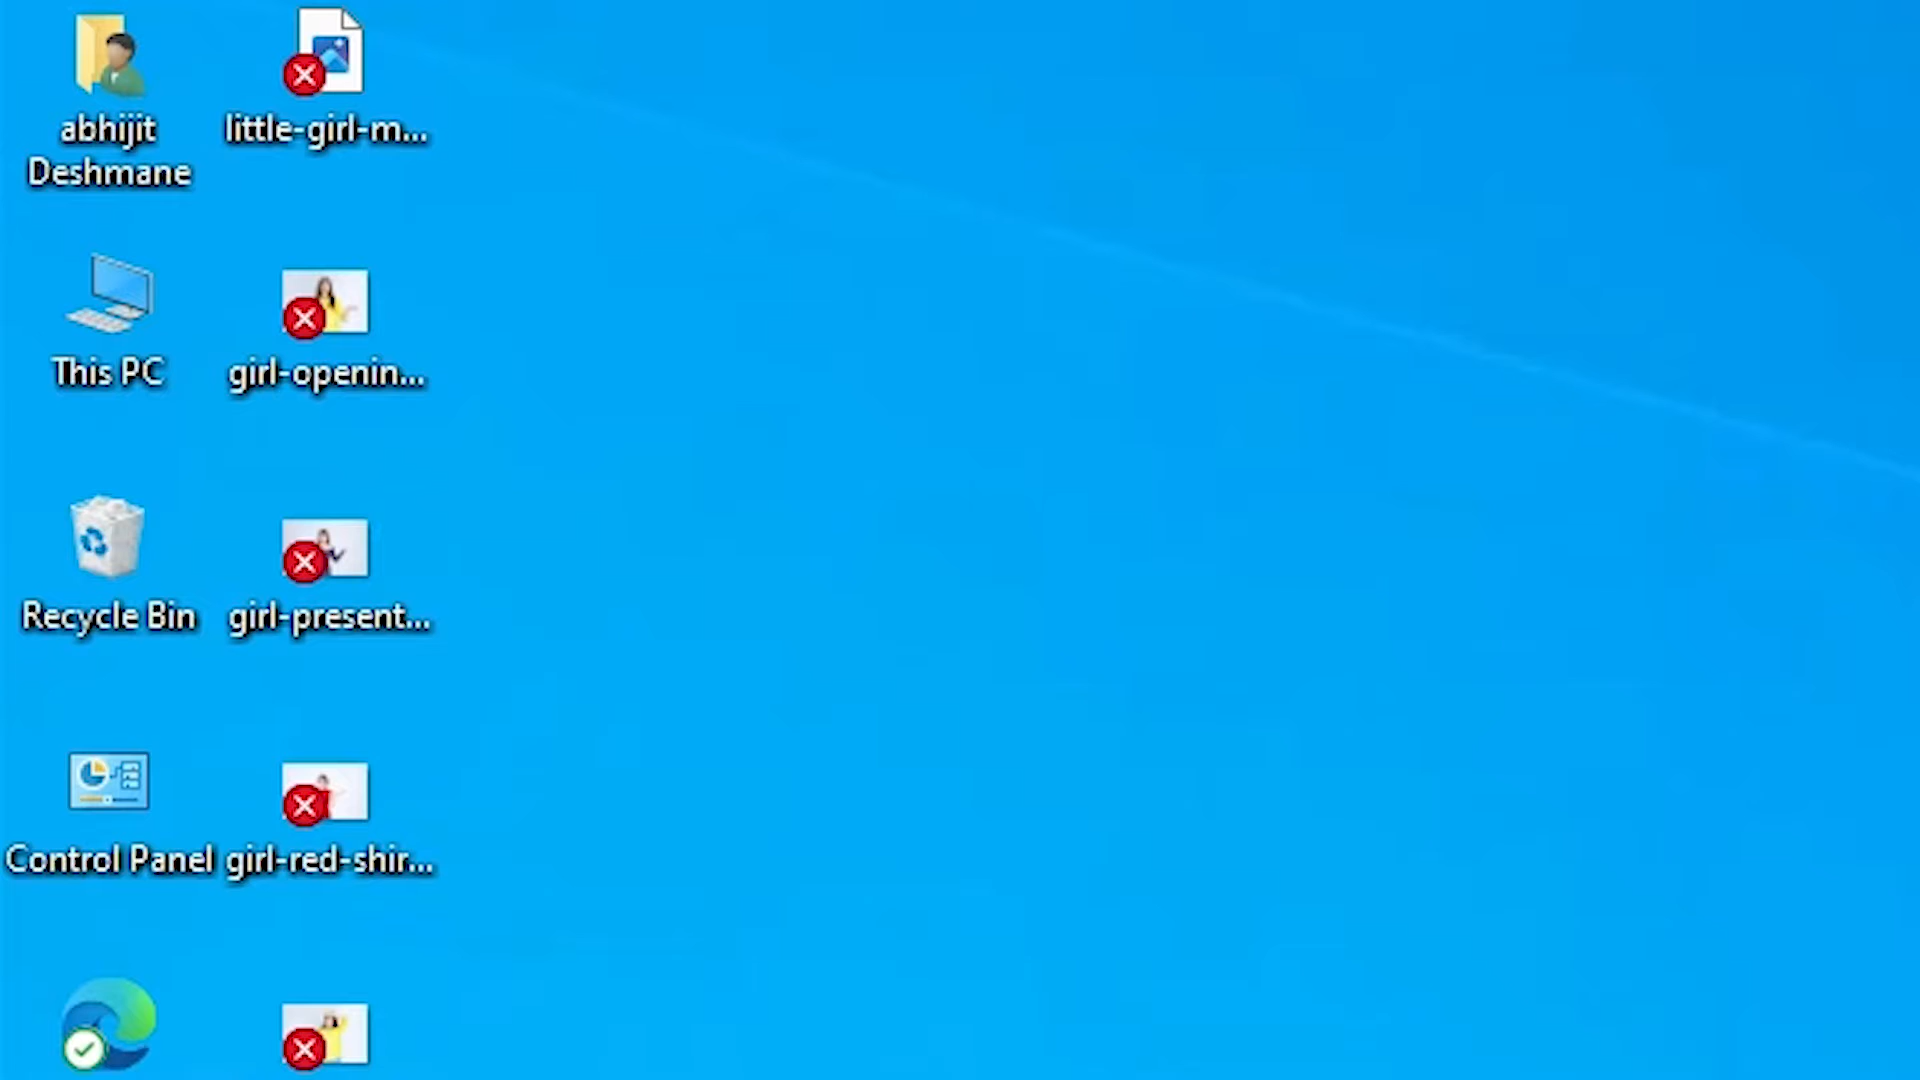 abhijit
Deshmane
little-girl-m...
This PC
girl-openin...
Recycle Bin
girl-present...
Control Panel
girl-red-shir...